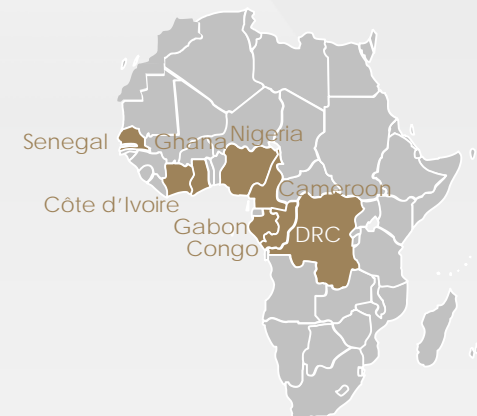 Senegal
Ghana
Nigeria
Côte d’Ivoire
Cameroon
Gabon
Congo
DRC